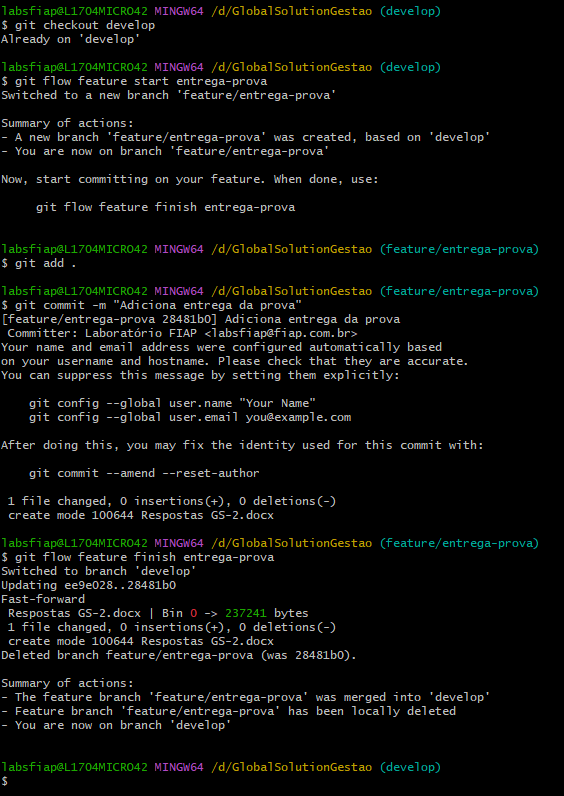 labsfiap@L1704MICRO42 MINGW64 /d/GlobalSolutionGestao (develop)
$ git checkout develop
Already on 'develop'
labsfiap@L1704MICRO42 MINGW64 /d/GlobalSolutionGestao (develop)
$ git flow feature start entrega-prova
Switched to a new branch 'feature/entrega-prova'
Summary of actions:
- A new branch 'feature/entrega-prova' was created, based on 'develop'
- You are now on branch 'feature/entrega-prova'
Now, start committing on your feature. When done, use:
git flow feature finish entrega-prova
labsfiap@L1704MICRO42 MINGW64 /d/GlobalSolutionGestao (feature/entrega-prova)
$ git add .
labsfiap@L1704MICRO42 MINGW64 /d/GlobalSolutionGestao (feature/entrega-prova)
$ git commit -m "Adiciona entrega da prova"
[feature/entrega-prova 28481b0] Adiciona entrega da prova
Committer: Laboratório FIAP <labsfiap@fiap.com.br>
Your name and email address were configured automatically based
on your username and hostname. Please check that they are accurate.
You can suppress this message by setting them explicitly:
git config --global user.name "Your Name"
git config --global user.email you@example.com
After doing this, you may fix the identity used for this commit with:
git commit --amend --reset-author
1 file changed, 0 insertions(+), 0 deletions(-)
create mode 100644 Respostas GS-2.docx
labsfiap@L1704MICRO42 MINGW64 /d/GlobalSolutionGestao (feature/entrega-prova)
$ git flow feature finish entrega-prova
Switched to branch 'develop'
Updating ee9e028..28481b0
Fast-forward
Respostas GS-2.docx | Bin 0 -> 237241 bytes
1 file changed, 0 insertions(+), 0 deletions(-)
create mode 100644 Respostas GS-2.docx
Deleted branch feature/entrega-prova (was 28481b0).
Summary of actions:
- The feature branch 'feature/entrega-prova' was merged into 'develop'
- Feature branch 'feature/entrega-prova' has been locally deleted
- You are now on branch 'develop'
labsfiap@L1704MICRO42 MINGW64 /d/GlobalSolutionGestao (develop)
$